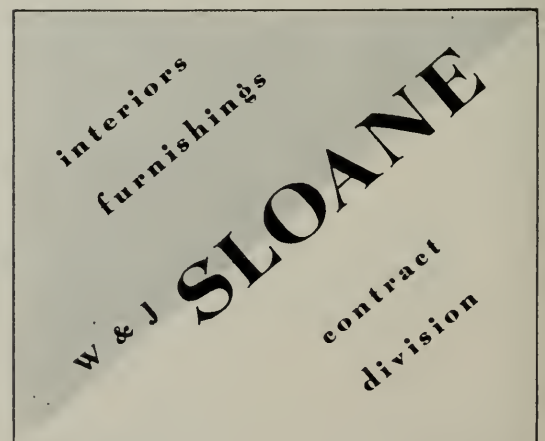 interiors
furnishings
W & J SLOANE
contract
division